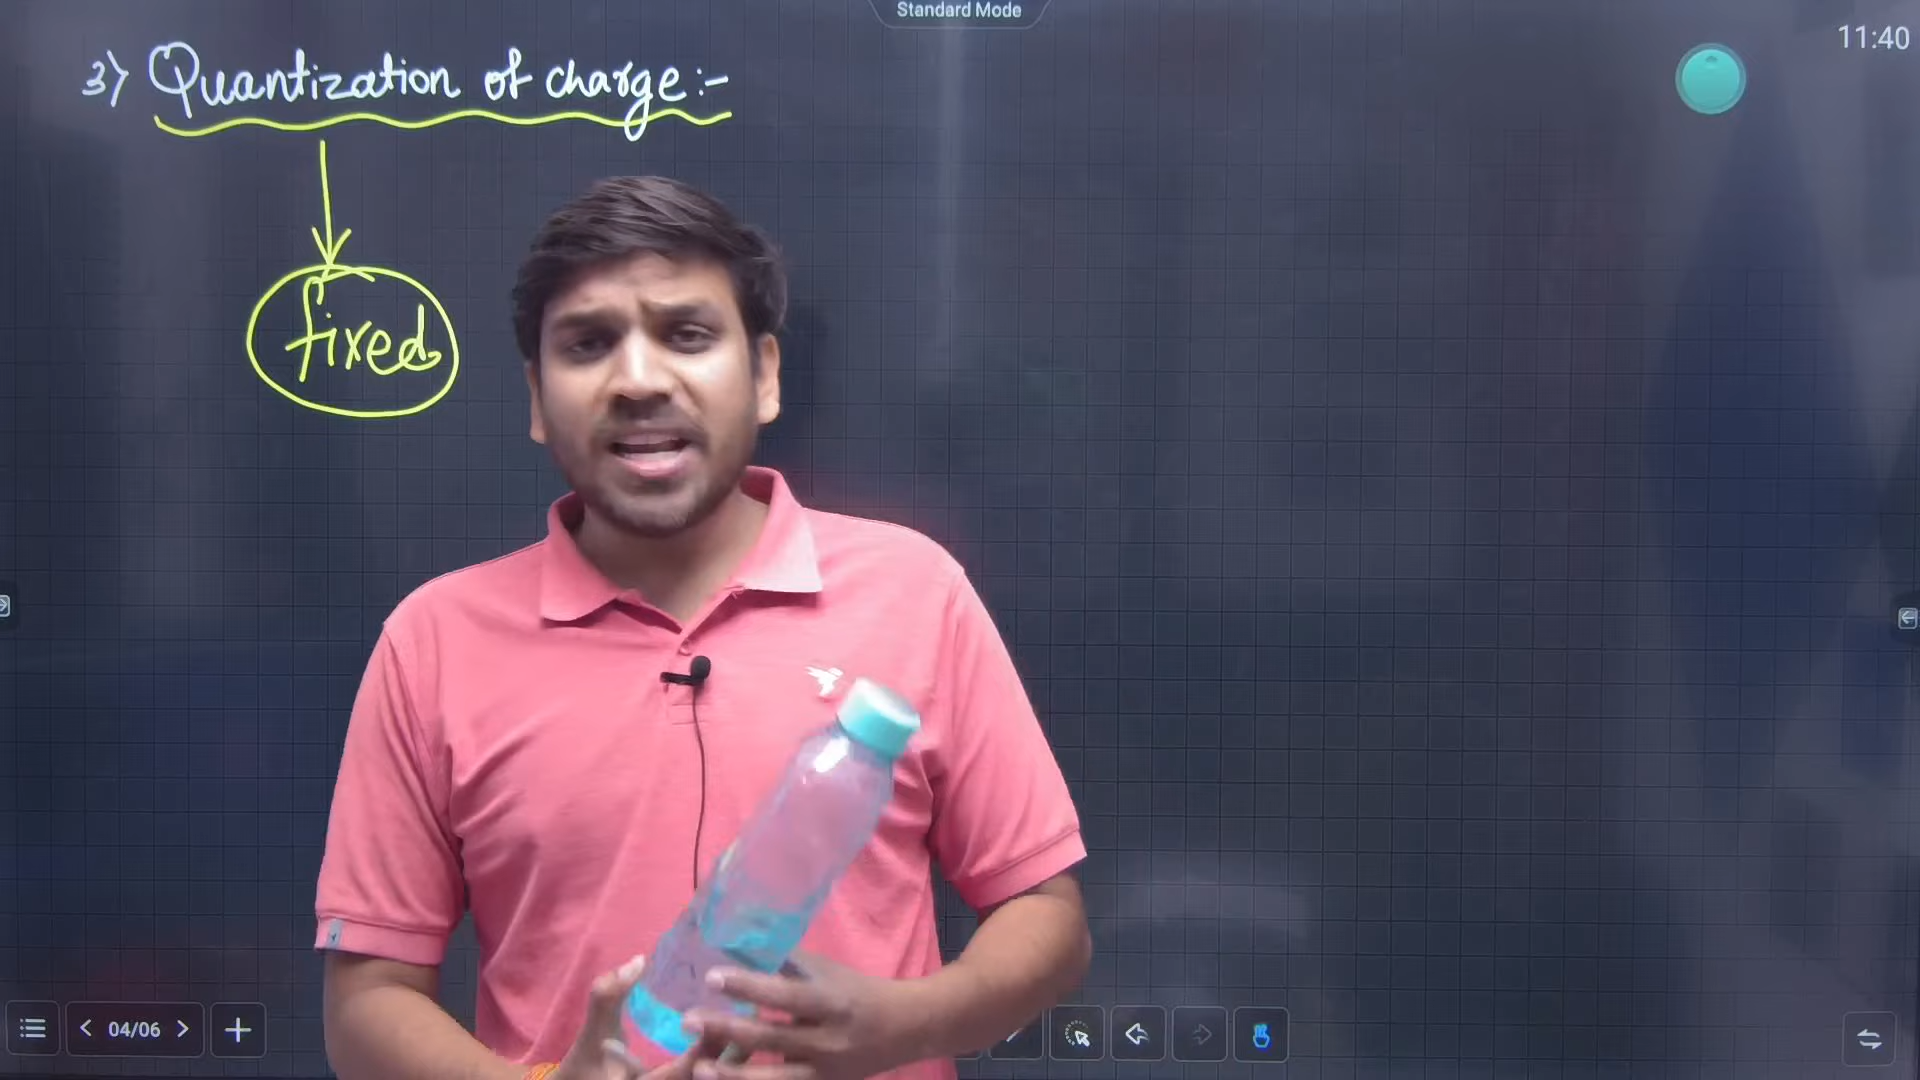 Standard Mode
11:40
3) Quantization of charge:-
fixed
04/06